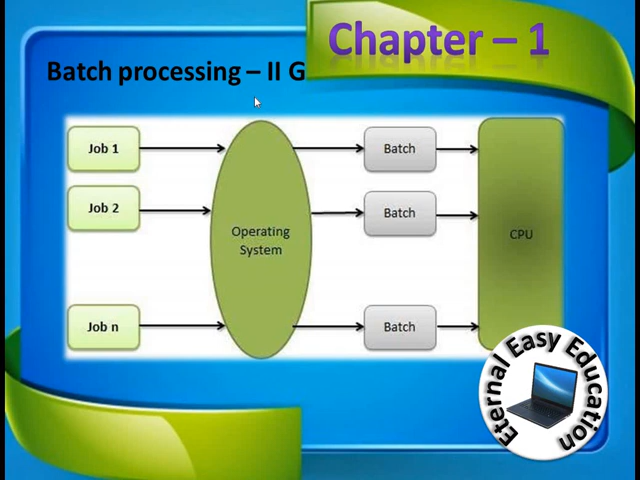 Chapter – 1
Batch processing – II G
Job 1
Batch
Job 2
Batch
Operating
System
CPU
Job n
Batch
Eternal Easy Education